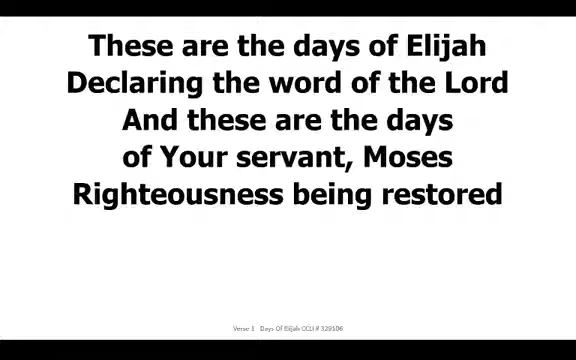 These are the days of Elijah
Declaring the word of the Lord
And these are the days
of Your servant, Moses
Righteousness being restored
Verse 1 Days Of Elijah CCLI # 329106